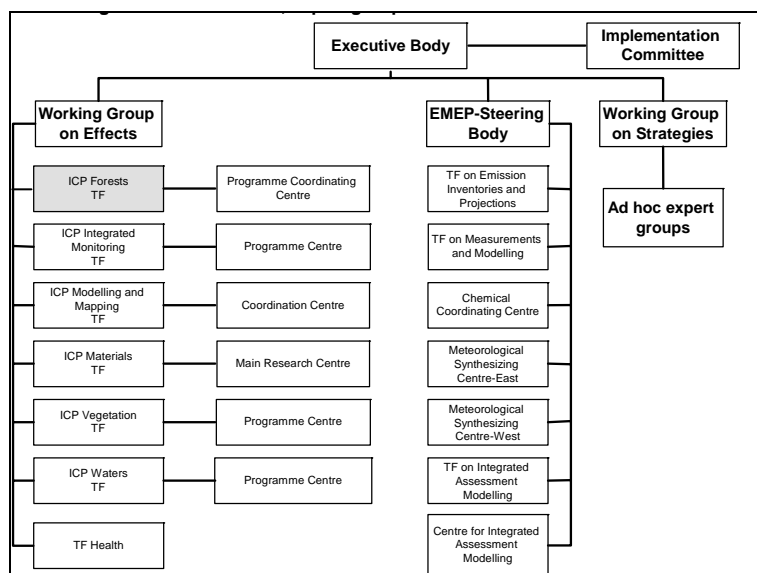 Executive Body
Implementation
Committee
Working Group
on Effects
EMEP-Steering
Body
Working Group
on Strategies
ICP Forests
TF
Programme Coordinating
Centre
TF on Emission
Inventories and
Projections
Ad hoc expert
groups
ICP Integrated
Monitoring
TF
Programme Centre
TF on Measurements
and Modelling
ICP Modelling and
Mapping
TF
Coordination Centre
Chemical
Coordinating Centre
ICP Materials
TF
Main Research Centre
Meteorological
Synthesizing
Centre-East
ICP Vegetation
TF
Programme Centre
Meteorological
Synthesizing
Centre-West
ICP Waters
TF
Programme Centre
TF on Integrated
Assessment
Modelling
TF Health
Centre for Integrated
Assessment
Modelling